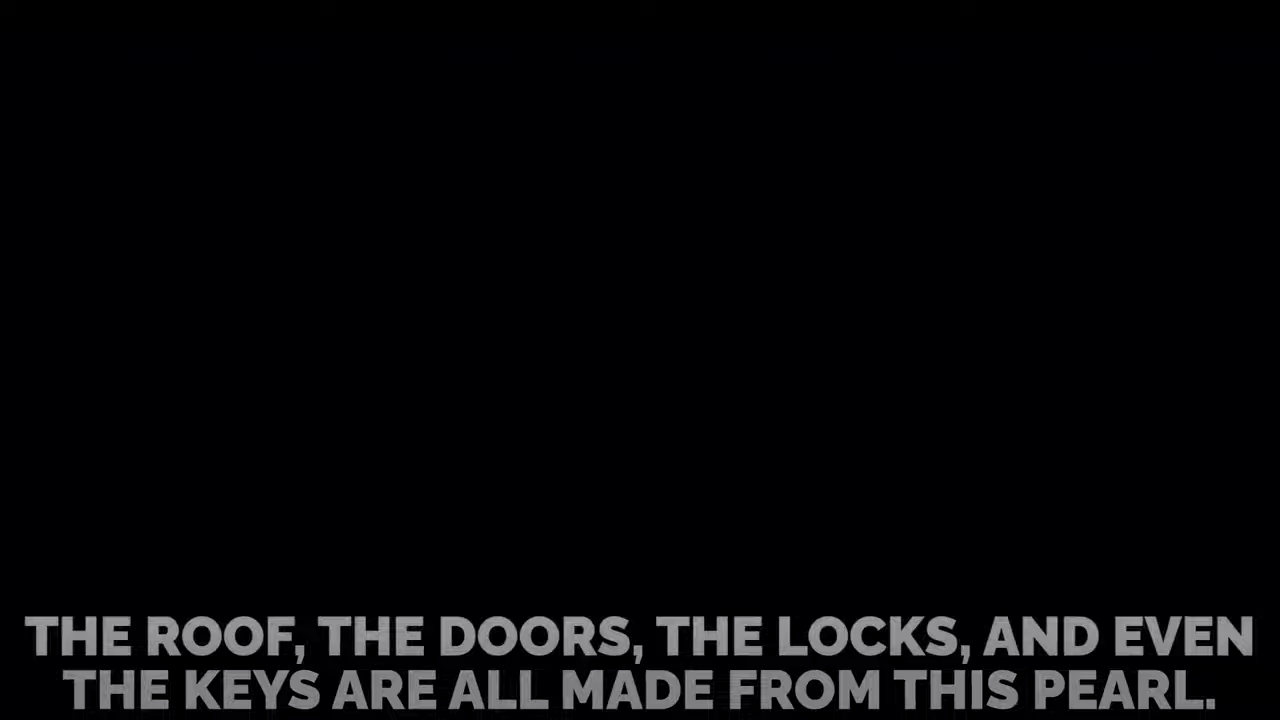 THE ROOF, THE DOORS, THE LOCKS, AND EVEN
THE KEYS ARE ALL MADE FROM THIS PEARL.